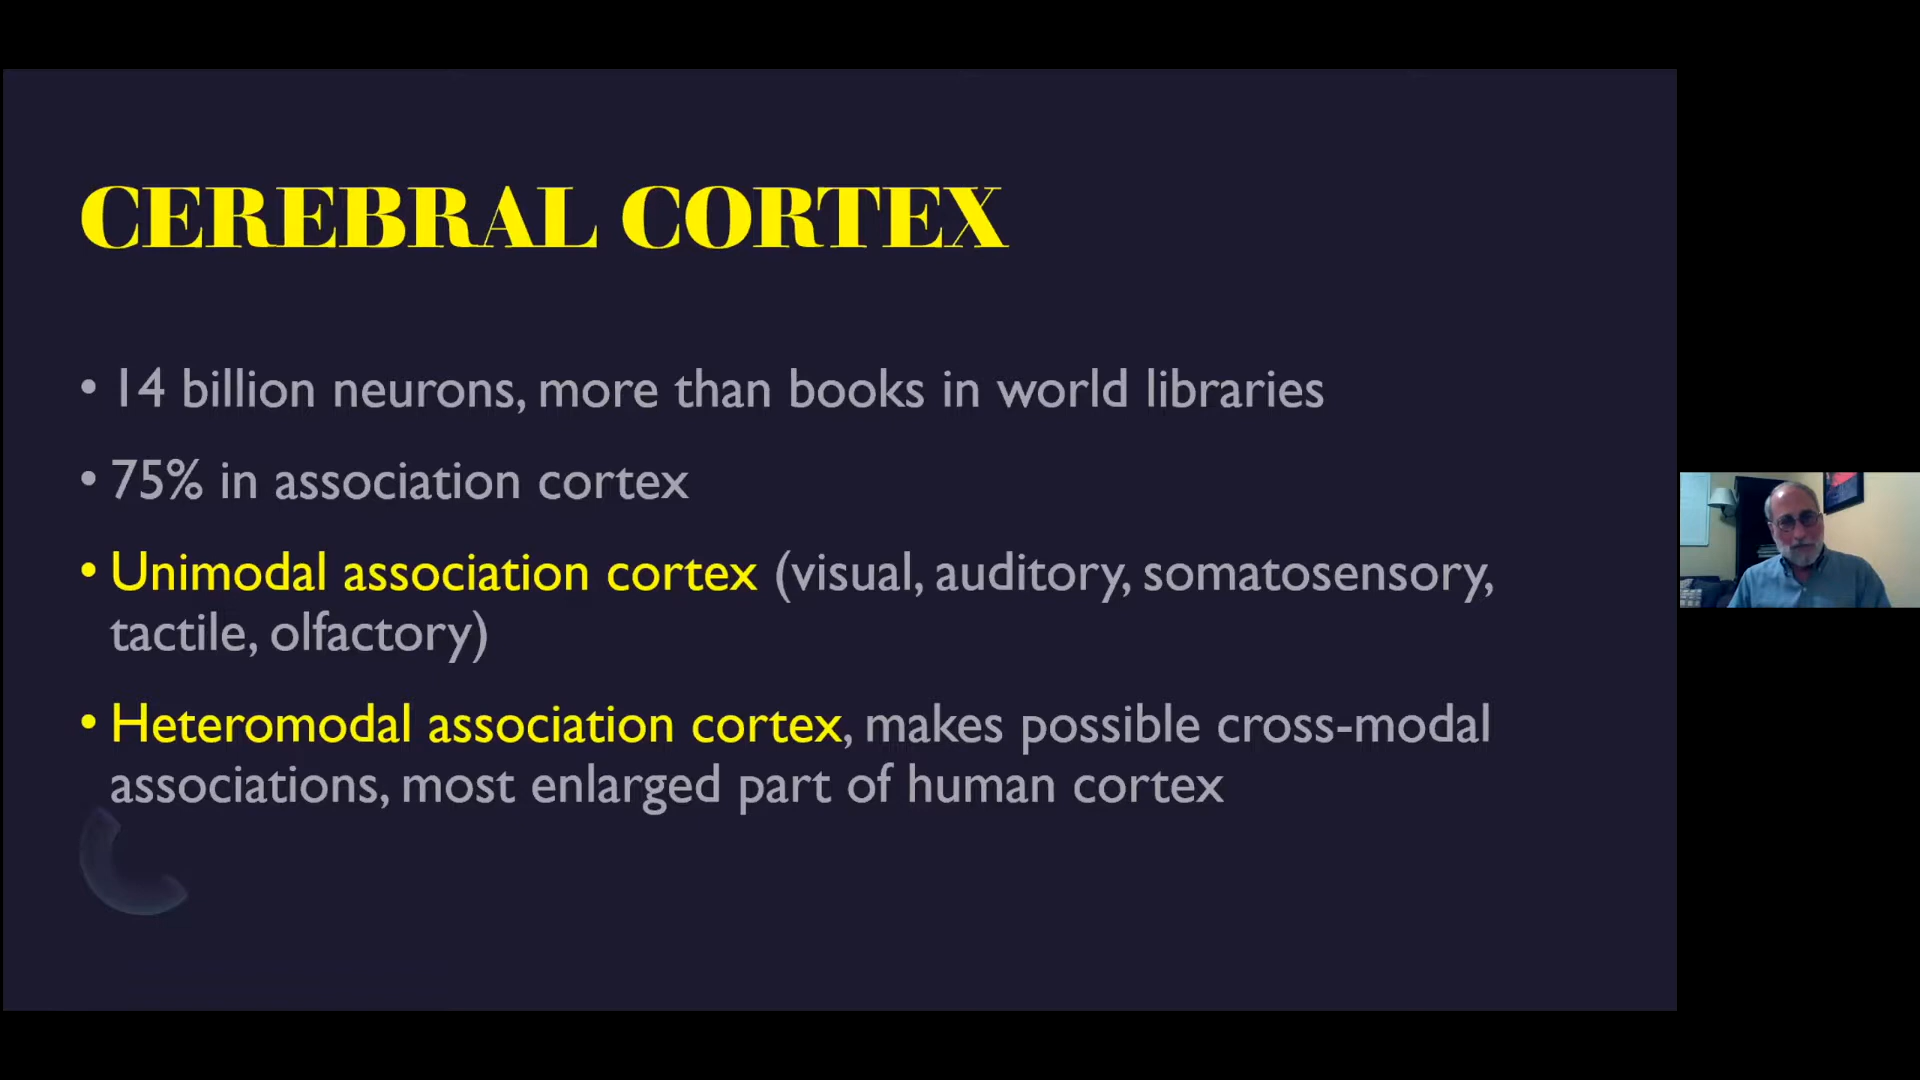 CEREBRAL CORTEX
• 14 billion neurons, more than books in world libraries
• 75% in association cortex
• Unimodal association cortex (visual, auditory, somatosensory,
tactile, olfactory)
• Heteromodal association cortex, makes possible cross-modal
associations, most enlarged part of human cortex